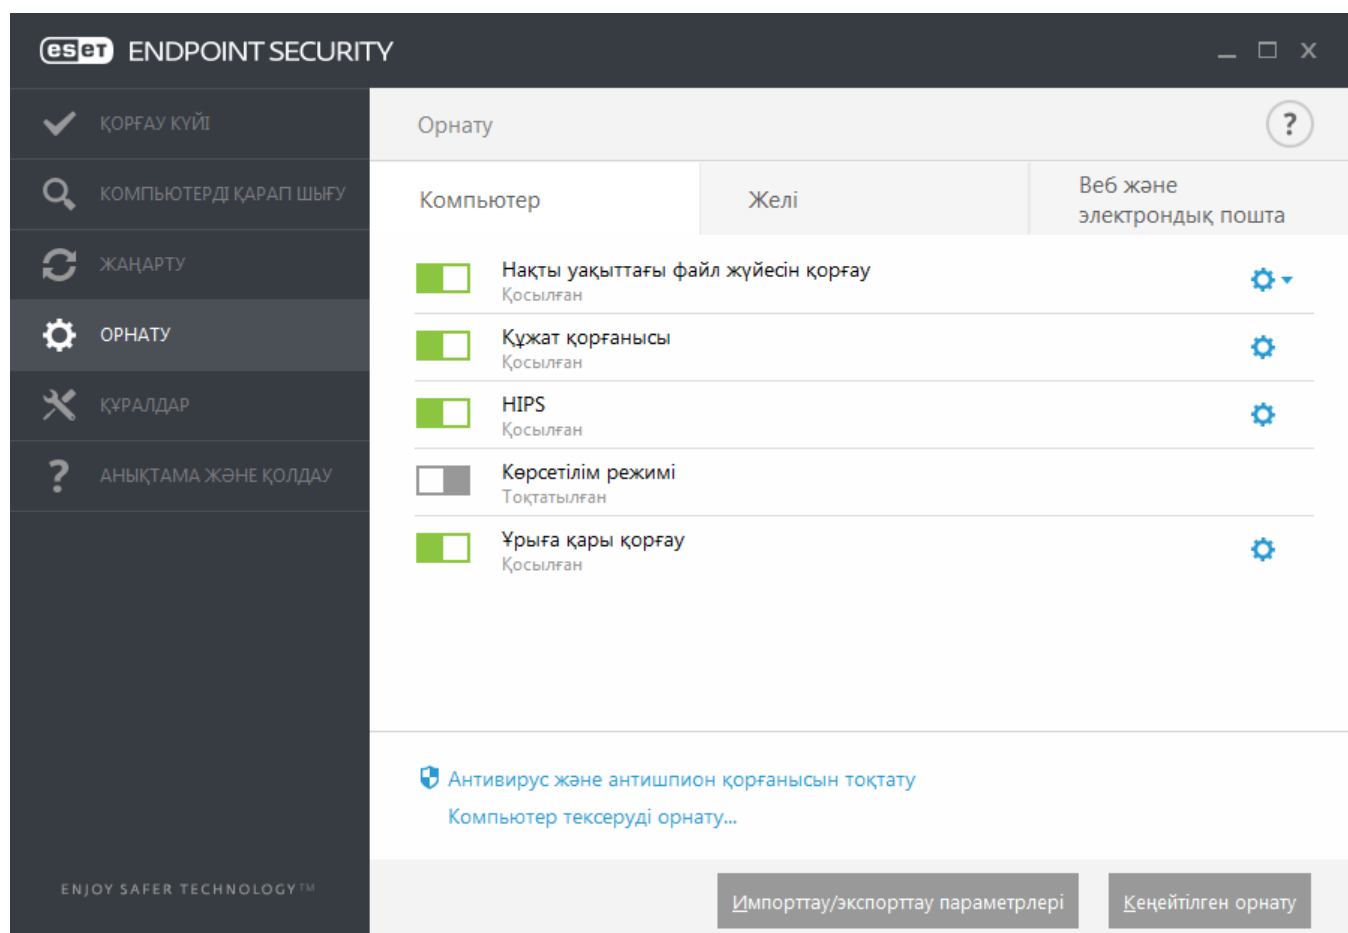 eset ENDPOINT SECURITY
ҚОРҒАУ КҮЙІ
КОМПЬЮТЕРДІ ҚАРАП ШЫҒУ
ЖАҢАРТУ
ОРНАТУ
ҚҰРАЛДАР
АНЫҚТАМА ЖӘНЕ ҚОЛДАУ
ENJOY SAFER TECHNOLOGY™
Орнату
?
Компьютер
Желі
Веб және
электрондық пошта
Нақты уақыттағы файл жүйесін қорғау
Қосылған
Құжат қорғанысы
Қосылған
HIPS
Қосылған
Көрсетілім режимі
Тоқтатылған
Ұрыға қары қорғау
Қосылған
Антивирус және антишпион қорғанысын тоқтату
Компьютер тексеруді орнату...
Импорттау/экспорттау параметрлері
Кеңейтілген орнату